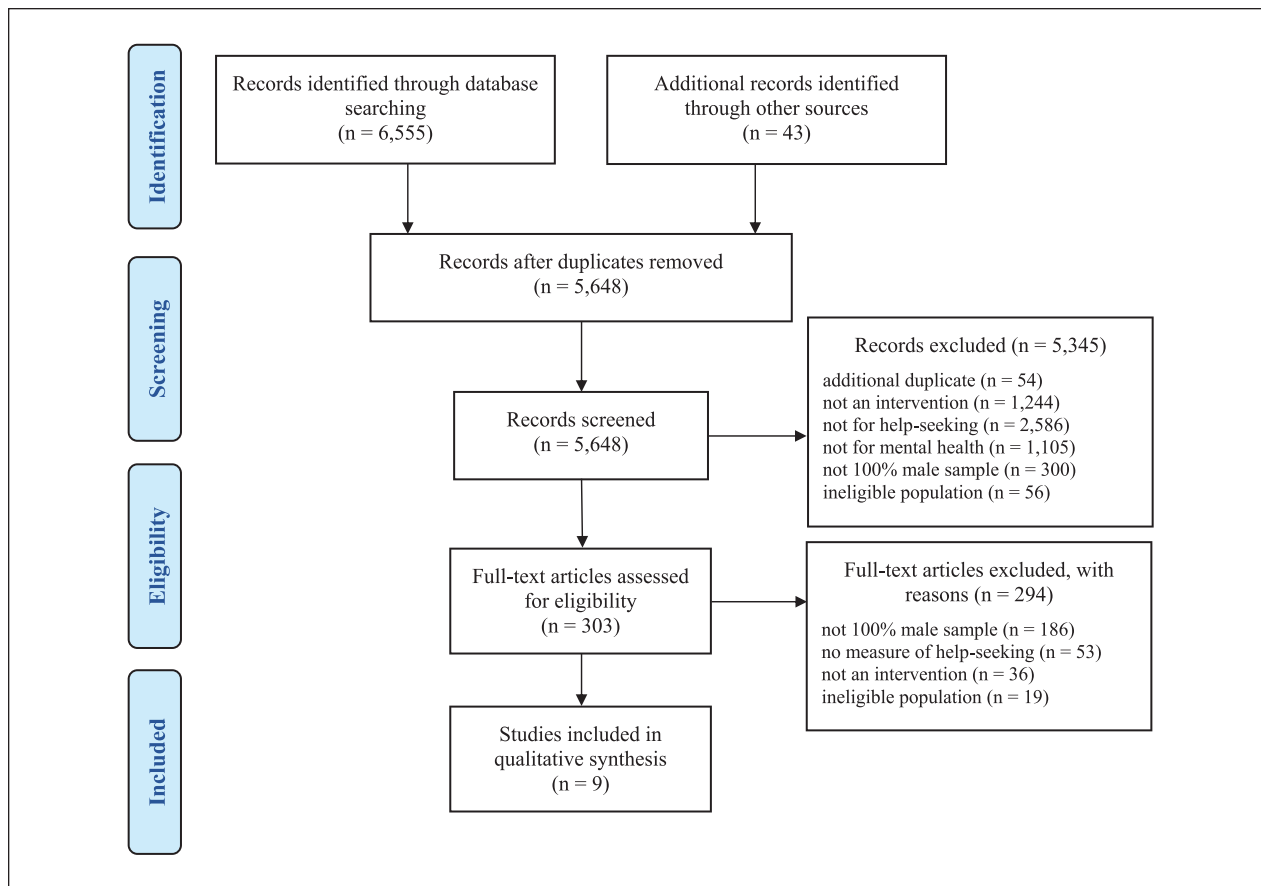 Identification
Records identified through database
searching
(n = 6,555)
Additional records identified
through other sources
(n = 43)
Screening
Records after duplicates removed
(n = 5,648)
Records screened
(n = 5,648)
Records excluded (n = 5,345)
additional duplicate (n = 54)
not an intervention (n = 1,244)
not for help-seeking (n = 2,586)
not for mental health (n = 1,105)
not 100% male sample (n = 300)
ineligible population (n = 56)
Eligibility
Full-text articles assessed
for eligibility
(n = 303)
Full-text articles excluded, with
reasons (n = 294)
not 100% male sample (n = 186)
no measure of help-seeking (n = 53)
not an intervention (n = 36)
ineligible population (n = 19)
Included
Studies included in
qualitative synthesis
(n = 9)